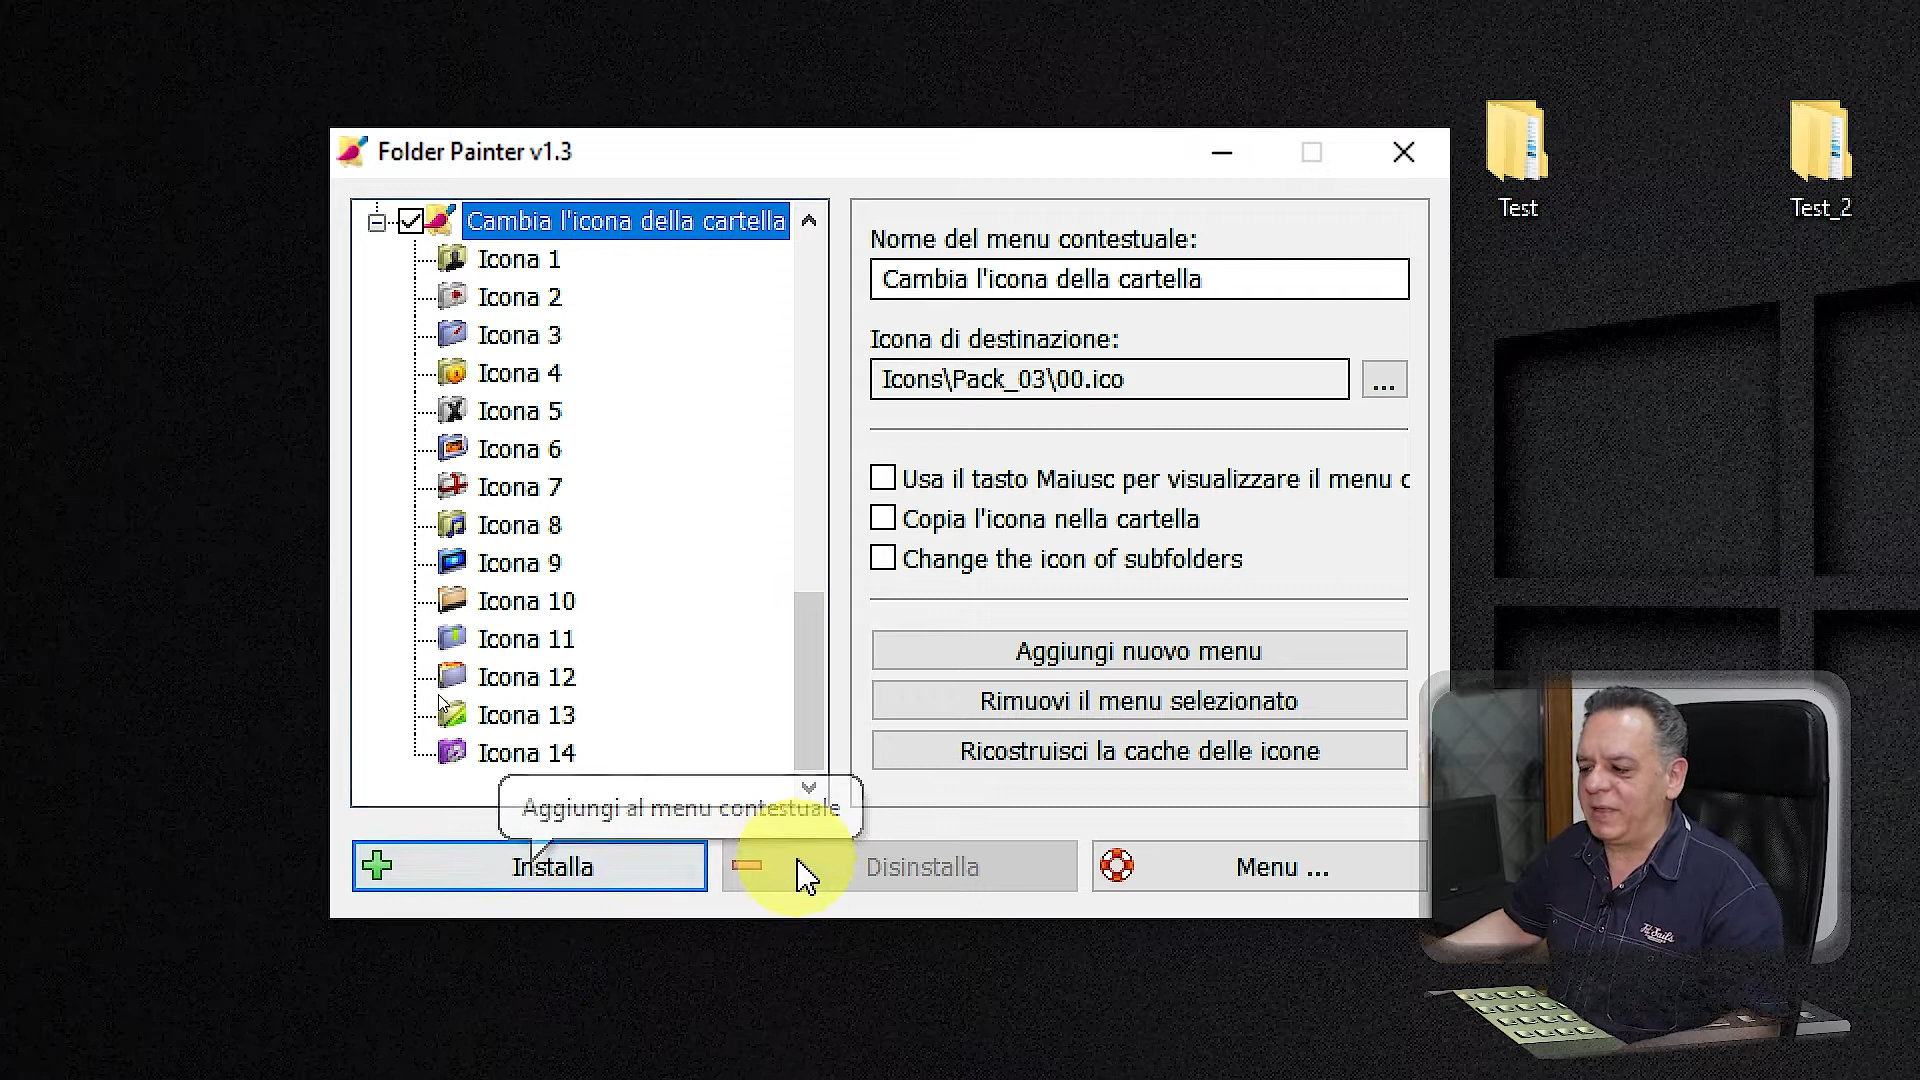 Folder Painter v1.3
Cambia l'icona della cartella
Icona 1
Icona 2
Icona 3
Icona 4
Icona 5
Icona 6
Icona 7
Icona 8
Icona 9
Icona 10
Icona 11
Icona 12
Icona 13
Icona 14
Nome del menu contestuale:
Cambia l'icona della cartella
Icona di destinazione:
Icons\Pack_03\00.ico
...
Usa il tasto Maiusc per visualizzare il menu c
Copia l'icona nella cartella
Change the icon of subfolders
Aggiungi nuovo menu
Rimuovi il menu selezionato
Ricostruisci la cache delle icone
Aggiungi al menu contestuale
Installa
Disinstalla
Menu ...
Test
Test_2